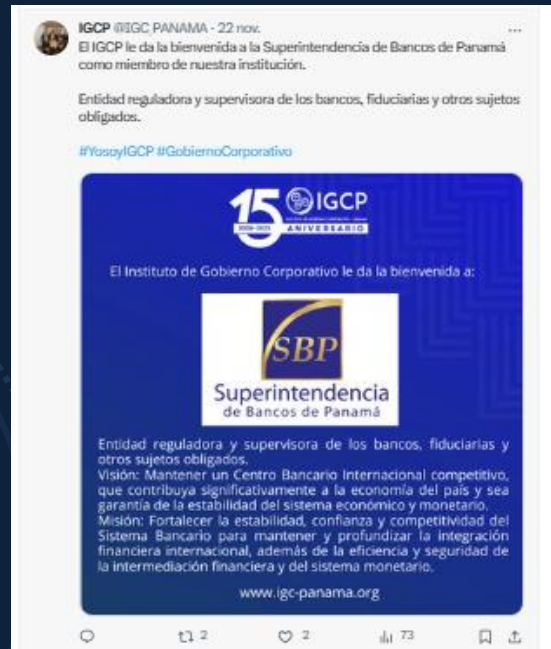 IGCP @IGC_PANAMA - 22 nov.
El IGCP le da la bienvenida a la Superintendencia de Bancos de Panamá
como miembro de nuestra institución.
Entidad reguladora y supervisora de los bancos, fiduciarias y otros sujetos
obligados.
#YosoyIGCP #GobiernoCorporativo
15 IGCP
ANIVERSARIO
El Instituto de Gobierno Corporativo le da la bienvenida a:
SBP
Superintendencia
de Bancos de Panamá
Entidad reguladora y supervisora de los bancos, fiduciarias y
otros sujetos obligados.
Visión: Mantener un Centro Bancario Internacional competitivo,
que contribuya significativamente a la economía del país y sea
garantía de la estabilidad del sistema económico y monetario.
Misión: Fortalecer la estabilidad, confianza y competitividad del
Sistema Bancario para mantener y profundizar la integración
financiera internacional, además de la eficiencia y seguridad de
la intermediación financiera y del sistema monetario.
www.igc-panama.org
2 2 73